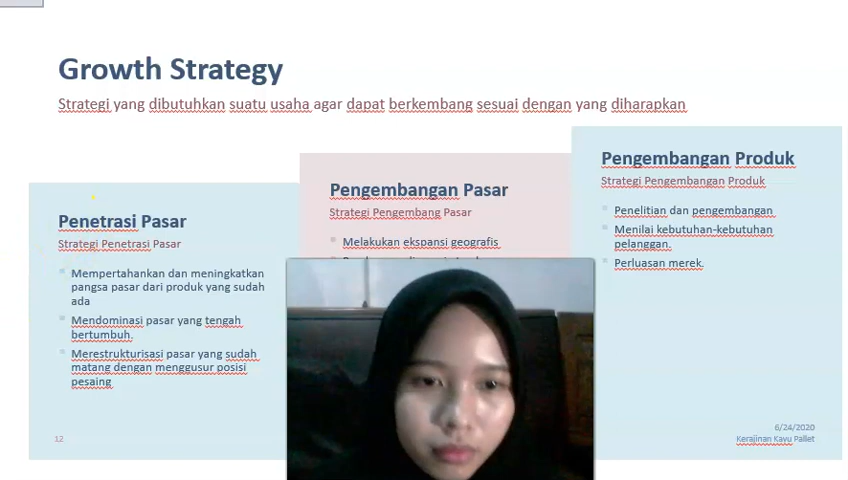 Growth Strategy
Strategi yang dibutuhkan suatu usaha agar dapat berkembang sesuai dengan yang diharapkan
Penetrasi Pasar
Strategi Penetrasi Pasar
Mempertahankan dan meningkatkan
pangsa pasar dari produk yang sudah
ada
Mendominasi pasar yang tengah
bertumbuh.
Merestrukturisasi pasar yang sudah
matang dengan menggusur posisi
pesaing
Pengembangan Pasar
Strategi Pengembang Pasar
Melakukan ekspansi geografis
Pengembangan Produk
Strategi Pengembangan Produk
Penelitian dan pengembangan
Menilai kebutuhan-kebutuhan
pelanggan.
Perluasan merek.
12
6/24/2020
Kerajinan Kayu Pallet